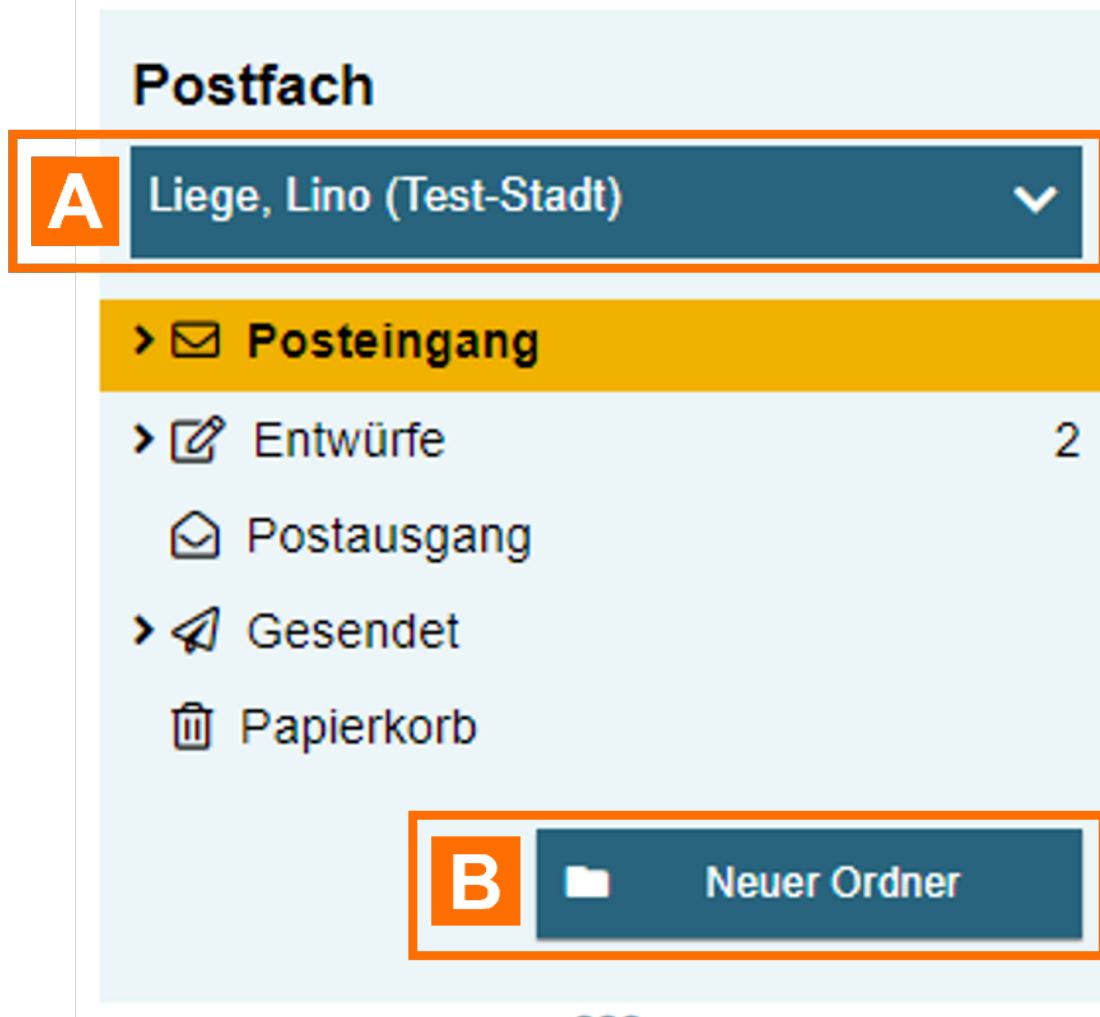 Postfach
A Liege, Lino (Test-Stadt)
Posteingang
Entwürfe 2
Postausgang
Gesendet
Papierkorb
B Neuer Ordner